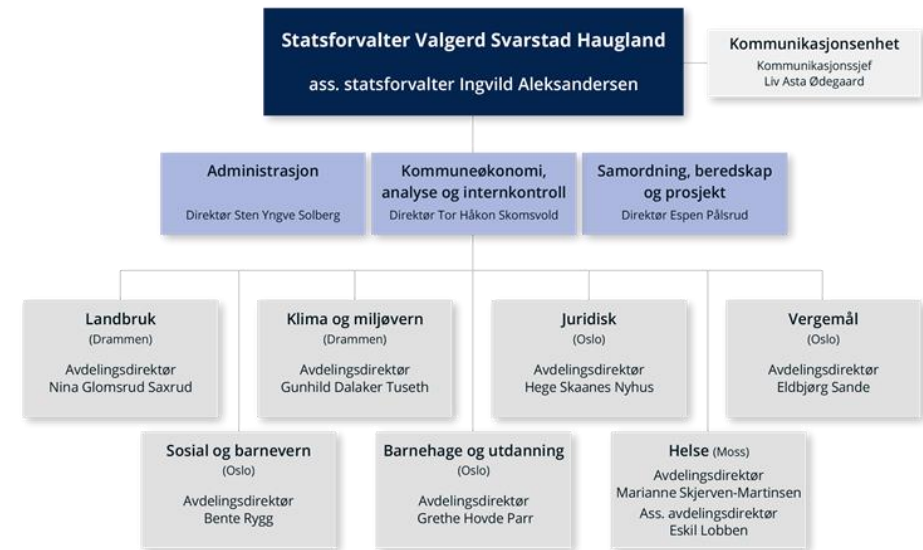 Statsforvalter Valgerd Svarstad Haugland
ass. statsforvalter Ingvild Aleksandersen
Kommunikasjonsenhet
Kommunikasjonssjef
Liv Asta Ødegaard
Administrasjon
Direktør Sten Yngve Solberg
Kommuneøkonomi,
analyse og internkontroll
Direktør Tor Håkon Skomsvold
Samordning, beredskap
og prosjekt
Direktør Espen Pålsrud
Landbruk
(Drammen)
Avdelingsdirektør
Nina Glomsrud Saxrud
Klima og miljøvern
(Drammen)
Avdelingsdirektør
Gunhild Dalaker Tuseth
Juridisk
(Oslo)
Avdelingsdirektør
Hege Skaanes Nyhus
Vergemål
(Oslo)
Avdelingsdirektør
Eldbjørg Sande
Sosial og barnevern
(Oslo)
Avdelingsdirektør
Bente Rygg
Barnehage og utdanning
(Oslo)
Avdelingsdirektør
Grethe Hovde Parr
Helse (Moss)
Avdelingsdirektør
Marianne Skjerven-Martinsen
Ass. avdelingsdirektør
Eskil Lobben